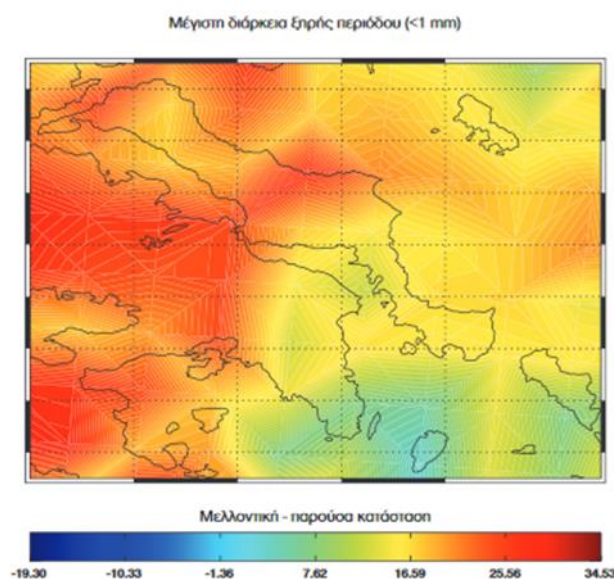 Μέγιστη διάρκεια ξηρής περιόδου (<1 mm)
Μελλοντική - παρούσα κατάσταση
-19.30 -10.33 -1.36 7.62 16.59 25.56 34.53